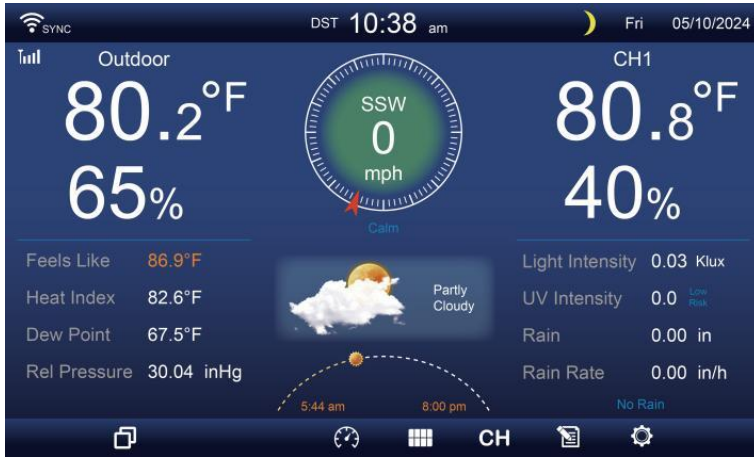 SYNC DST 10:38 am Fri 05/10/2024
Outdoor
80.2°F
65%
Feels Like 86.9°F
Heat Index 82.6°F
Dew Point 67.5°F
Rel Pressure 30.04 inHg
SSW
0
mph
Calm
Partly
Cloudy
5:44 am 8:00 pm
CH1
80.8°F
40%
Light Intensity 0.03 Klux
UV Intensity 0.0 Low
Risk
Rain 0.00 in
Rain Rate 0.00 in/h
No Rain
CH